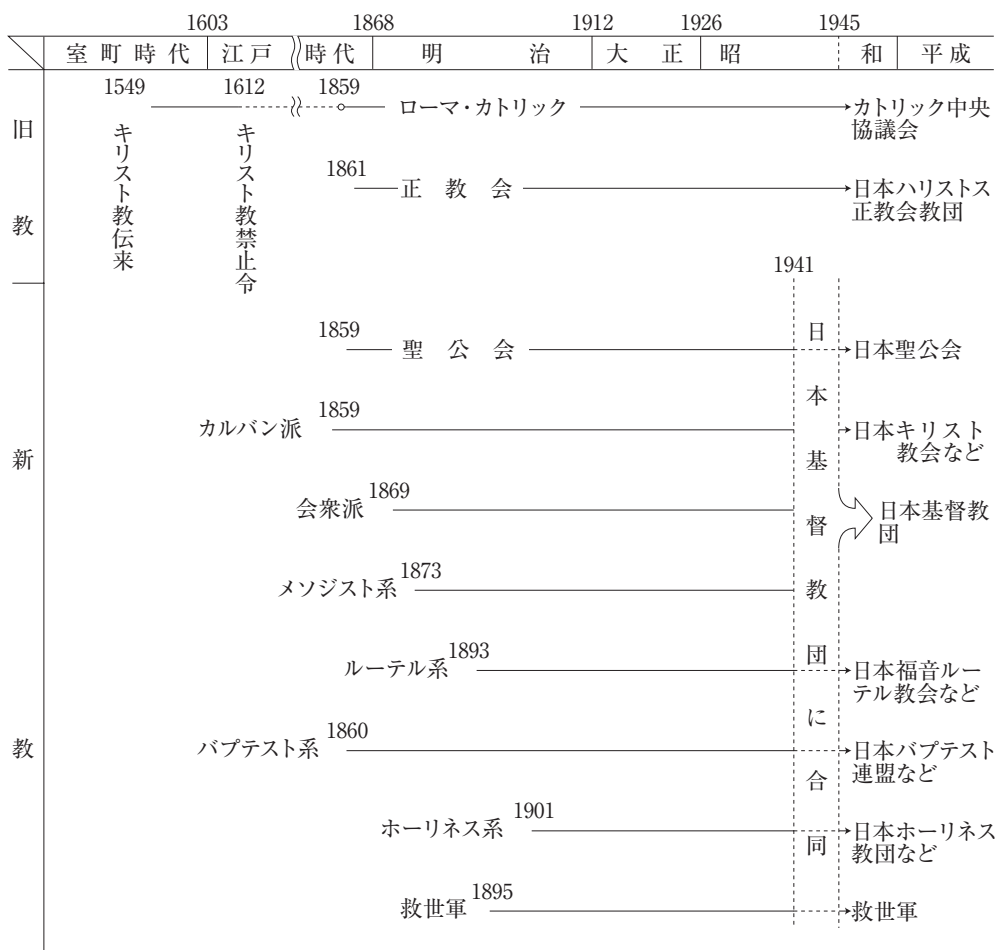 1603 1868 1912 1926 1945
室町時代 江戸時代 明治 大正 昭和 平成
旧教
1549 1612 1859
ローマ・カトリック
カトリック中央
協議会
キリスト教伝来
キリスト教禁止令
1861
正教会
日本ハリストス
正教会教団
新教
1941
日本基督教団に合同
1859
聖公会
日本聖公会
1859
カルバン派
日本キリスト
教会など
1869
会衆派
日本基督教
団
1873
メソジスト系
1893
ルーテル系
日本福音ルー
テル教会など
1860
バプテスト系
日本バプテスト
連盟など
1901
ホーリネス系
日本ホーリネス
教団など
1895
救世軍
救世軍